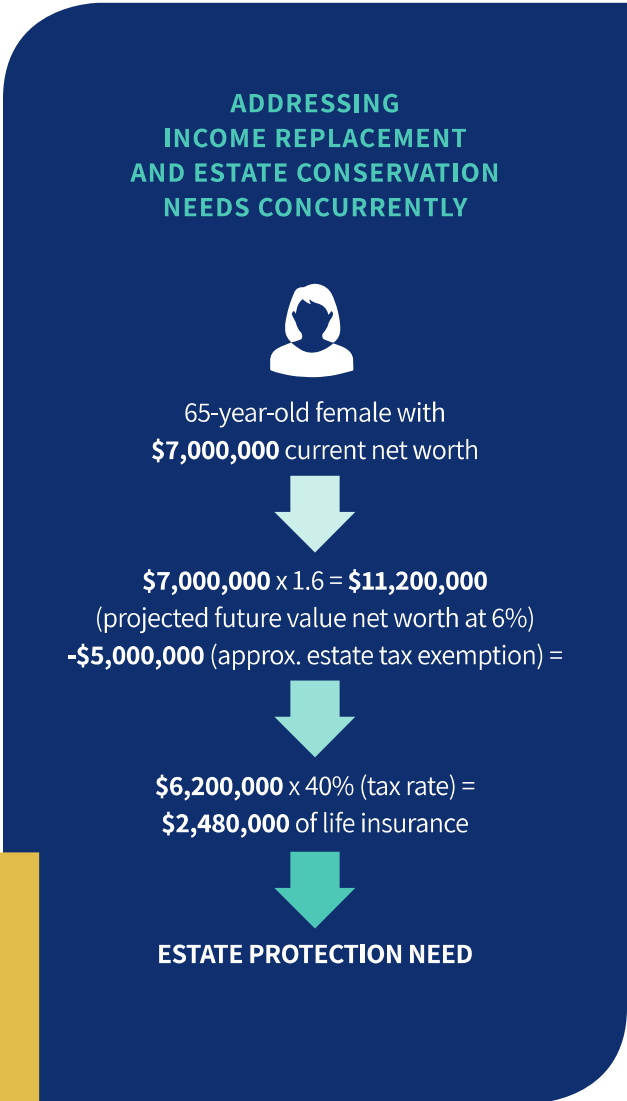 ADDRESSING
INCOME REPLACEMENT
AND ESTATE CONSERVATION
NEEDS CONCURRENTLY
65-year-old female with
$7,000,000 current net worth
$7,000,000 x 1.6 = $11,200,000
(projected future value net worth at 6%)
-$5,000,000 (approx. estate tax exemption) =
$6,200,000 x 40% (tax rate) =
$2,480,000 of life insurance
ESTATE PROTECTION NEED